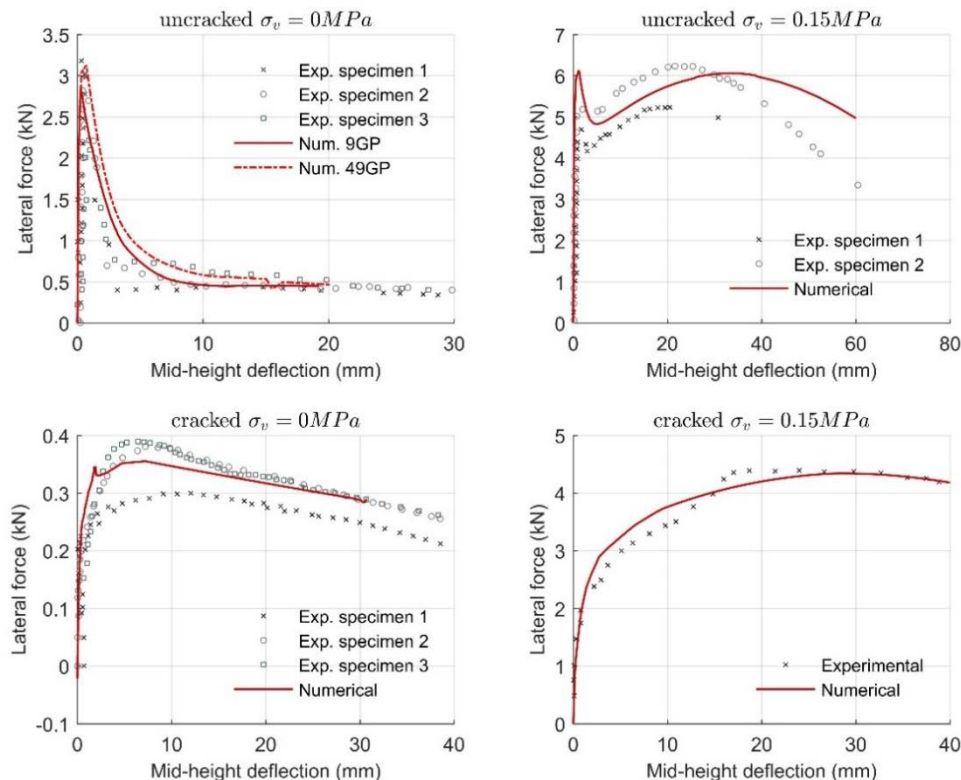 uncracked σ_v = 0MPa
3.5
3
2.5
2
1.5
1
0.5
0
Lateral force (kN)
Exp. specimen 1
Exp. specimen 2
Exp. specimen 3
Num. 9GP
Num. 49GP
0 10 20 30
Mid-height deflection (mm)
uncracked σ_v = 0.15MPa
7
6
5
4
3
2
1
0
Lateral force (kN)
Exp. specimen 1
Exp. specimen 2
Numerical
0 20 40 60 80
Mid-height deflection (mm)
cracked σ_v = 0MPa
0.4
0.3
0.2
0.1
0
-0.1
Lateral force (kN)
Exp. specimen 1
Exp. specimen 2
Exp. specimen 3
Numerical
0 10 20 30 40
Mid-height deflection (mm)
cracked σ_v = 0.15MPa
5
4
3
2
1
0
Lateral force (kN)
Experimental
Numerical
0 10 20 30 40
Mid-height deflection (mm)